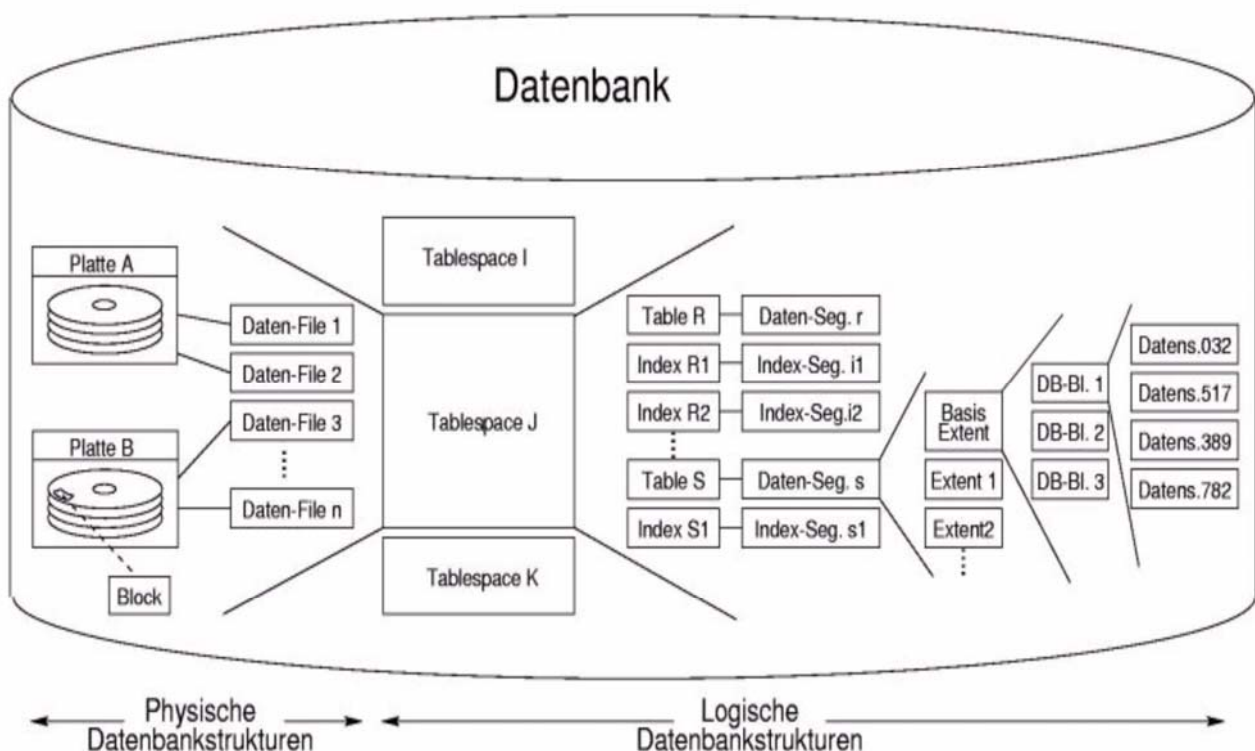 Datenbank
Platte A
Daten-File 1
Daten-File 2
Platte B
Daten-File 3
Daten-File n
Block
Tablespace I
Tablespace J
Tablespace K
Table R
Daten-Seg. r
Index R1
Index-Seg. i1
Index R2
Index-Seg.i2
Table S
Daten-Seg. s
Index S1
Index-Seg. s1
Basis
Extent
Extent 1
Extent2
DB-Bl. 1
DB-Bl. 2
DB-Bl. 3
Datens.032
Datens.517
Datens.389
Datens.782
Physische
Datenbankstrukturen
Logische
Datenbankstrukturen